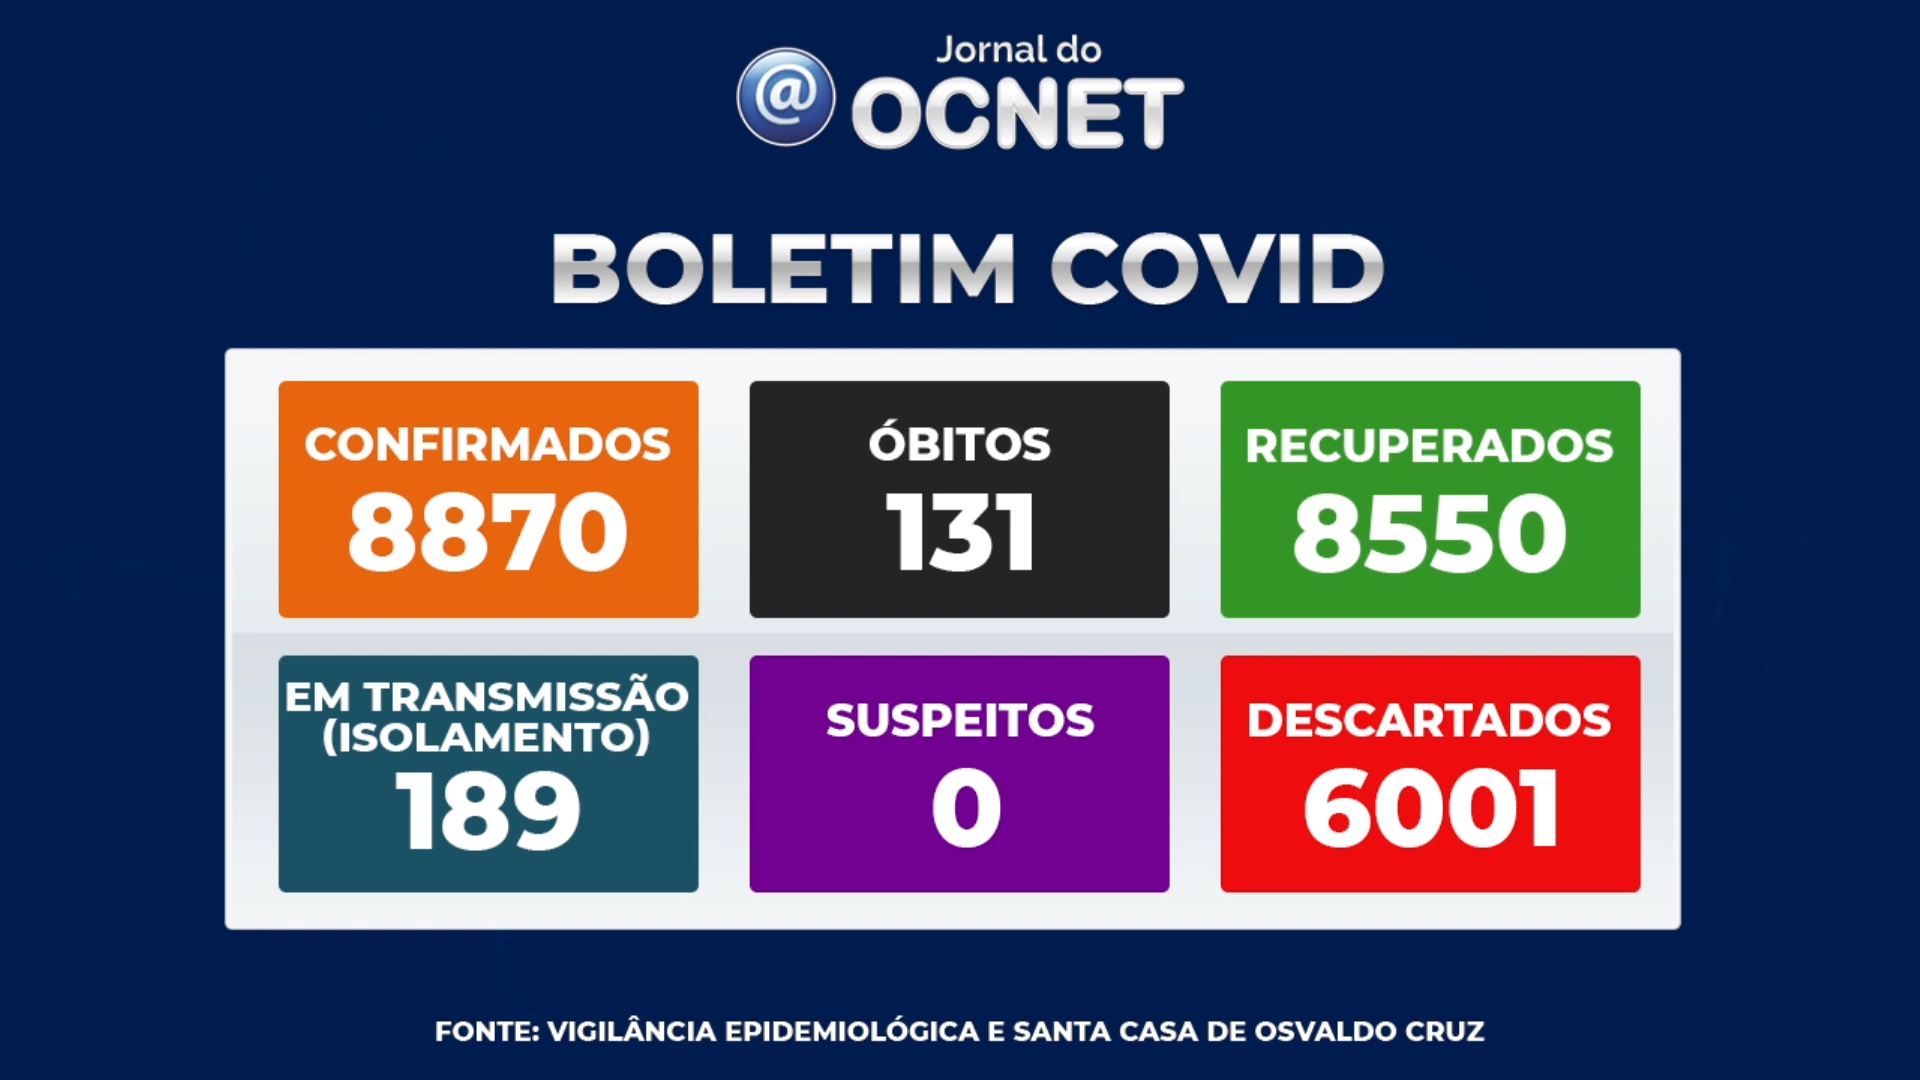 Jornal do
@ OCNET
BOLETIM COVID
CONFIRMADOS
8870
ÓBITOS
131
RECUPERADOS
8550
EM TRANSMISSÃO
(ISOLAMENTO)
189
SUSPEITOS
0
DESCARTADOS
6001
FONTE: VIGILÂNCIA EPIDEMIOLÓGICA E SANTA CASA DE OSVALDO CRUZ